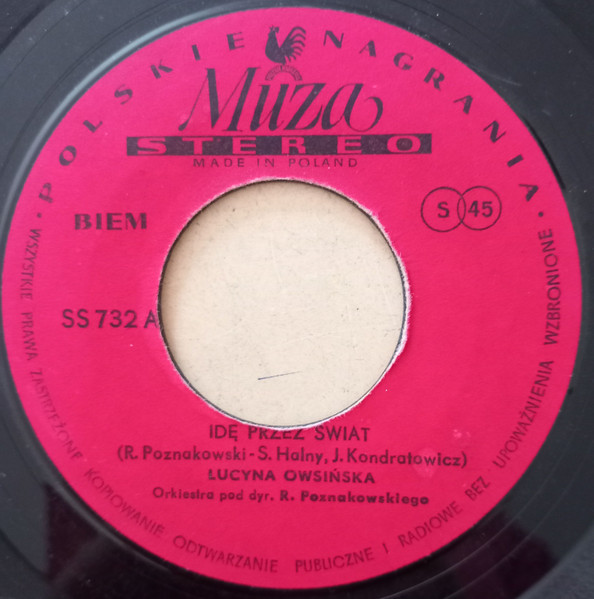 • POLSKIE NAGRANIA •
Muza
STEREO
MADE IN POLAND
BIEM
S 45
SS 732 A
IDĘ PRZEZ ŚWIAT
(R. Poznakowski - S. Halny, J. Kondratowicz)
LUCYNA OWSIŃSKA
Orkiestra pod dyr. R. Poznakowskiego
WSZYSTKIE PRAWA ZASTRZEŻONE KOPIOWANIE ODTWARZANIE PUBLICZNE I RADIOWE BEZ UPOWAŻNIENIA WZBRONIONE